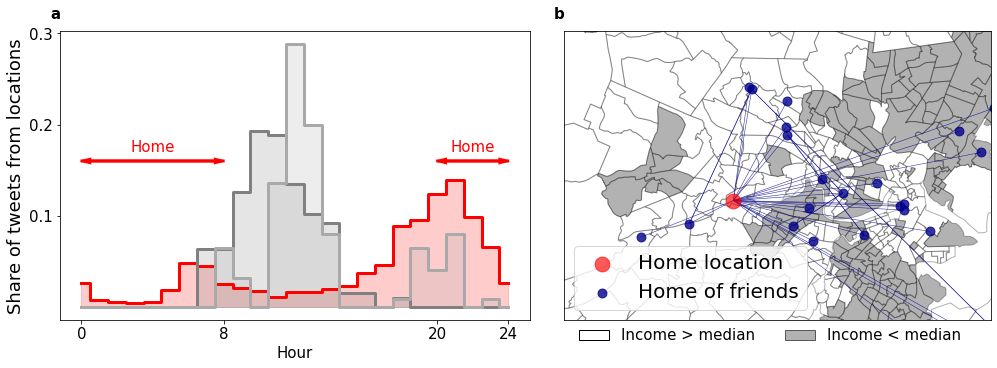 a
Share of tweets from locations
0.3
0.2
0.1
Home
Home
0
8
20
24
Hour
b
Home location
Home of friends
Income > median
Income < median